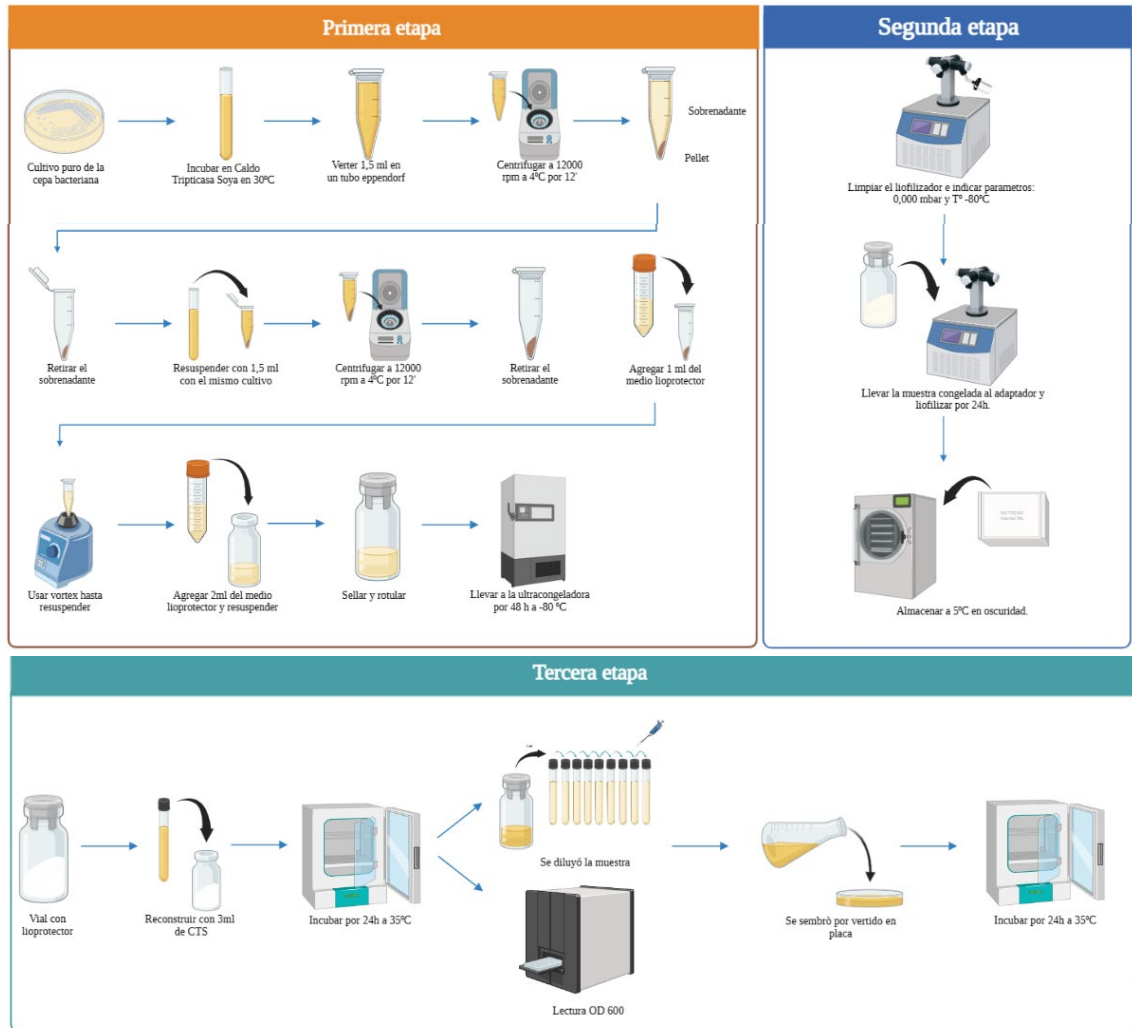 Primera etapa
Cultivo puro de la
cepa bacteriana
Incubar en Caldo
Tripticasa Soya en 30ºC
Verter 1,5 ml en
un tubo eppendorf
Centrifugar a 12000
rpm a 4ºC por 12'
Sobrenadante
Pellet
Retirar el
sobrenadante
Resuspender con 1,5 ml
con el mismo cultivo
Centrifugar a 12000
rpm a 4ºC por 12'
Retirar el
sobrenadante
Agregar 1 ml del
medio lioprotector
Usar vortex hasta
resuspender
Agregar 2ml del medio
lioprotector y resuspender
Sellar y rotular
Llevar a la ultracongeladora
por 48 h a -80 ºC
Segunda etapa
Limpiar el liofilizador e indicar parametros:
0,000 mbar y Tº -80ºC
Llevar la muestra congelada al adaptador y
liofilizar por 24h.
Almacenar a 5ºC en oscuridad.
Tercera etapa
Vial con
lioprotector
Reconstruir con 3ml
de CTS
Incubar por 24h a 35ºC
Se diluyó la muestra
Lectura OD 600
Se sembrò por vertido en
placa
Incubar por 24h a 35ºC